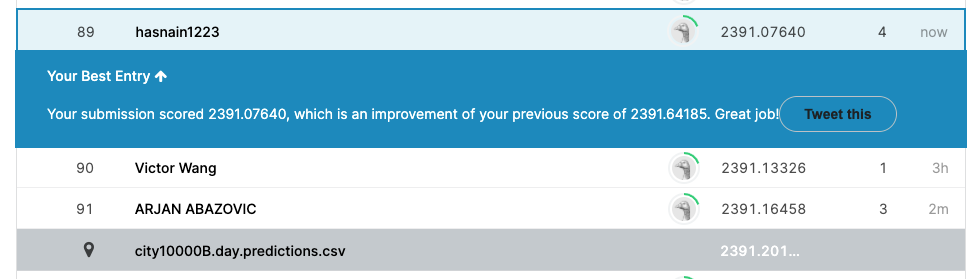 89 hasnain1223 2391.07640 4 now
Your Best Entry ↑
Your submission scored 2391.07640, which is an improvement of your previous score of 2391.64185. Great job! Tweet this
90 Victor Wang 2391.13326 1 3h
91 ARJAN ABAZOVIC 2391.16458 3 2m
city10000B.day.predictions.csv 2391.201...